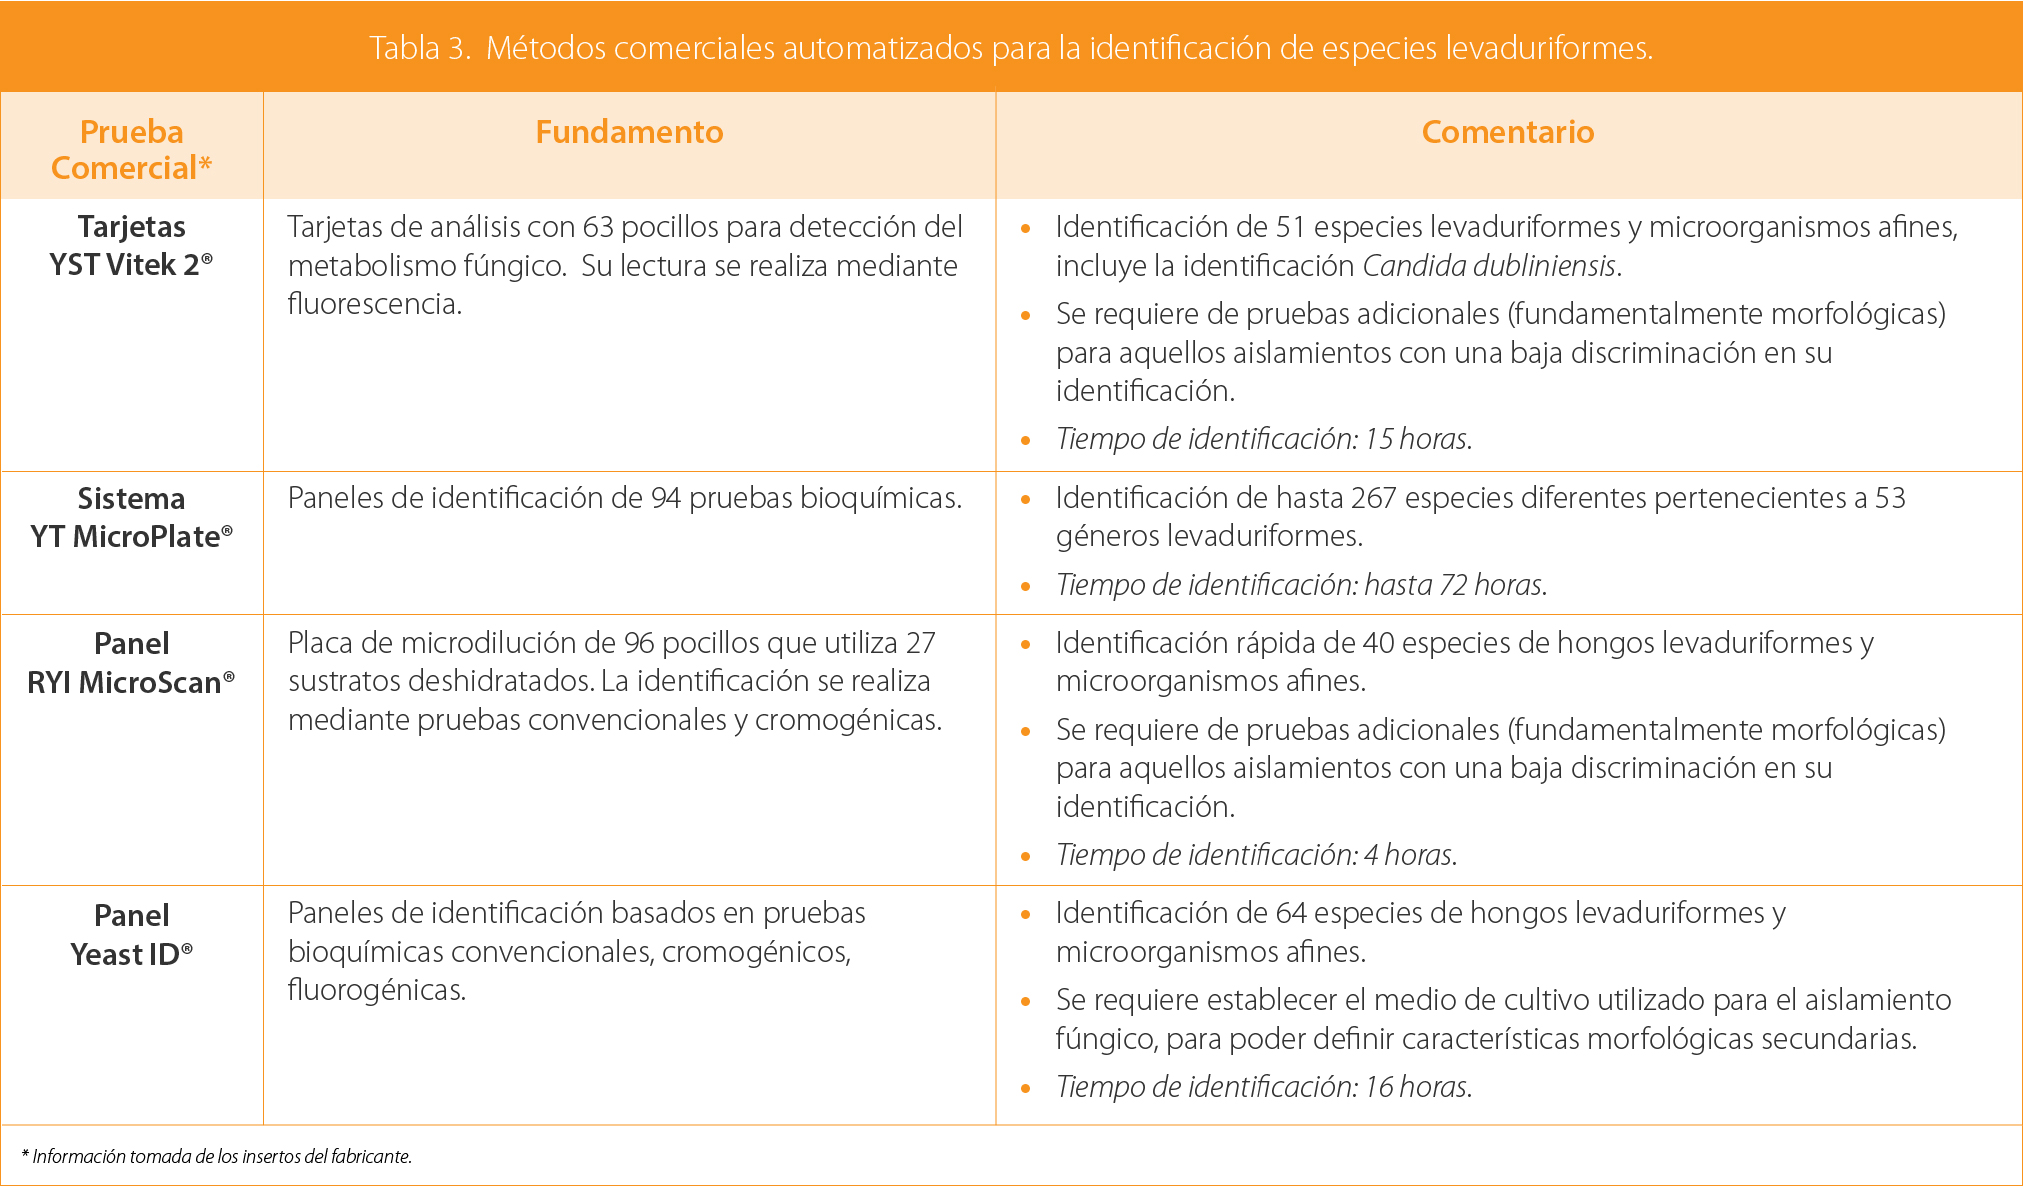 Tabla 3.  Métodos comerciales automatizados para la identificación de especies levaduriformes.
Prueba
Comercial*
Fundamento
Comentario
Tarjetas
YST Vitek 2®
Tarjetas de análisis con 63 pocillos para detección del
metabolismo fúngico.  Su lectura se realiza mediante
fluorescencia.
• Identificación de 51 especies levaduriformes y microorganismos afines,
incluye la identificación Candida dubliniensis.
• Se requiere de pruebas adicionales (fundamentalmente morfológicas)
para aquellos aislamientos con una baja discriminación en su
identificación.
• Tiempo de identificación: 15 horas.
Sistema
YT MicroPlate®
Paneles de identificación de 94 pruebas bioquímicas.
• Identificación de hasta 267 especies diferentes pertenecientes a 53
géneros levaduriformes.
• Tiempo de identificación: hasta 72 horas.
Panel
RYI MicroScan®
Placa de microdilución de 96 pocillos que utiliza 27
sustratos deshidratados. La identificación se realiza
mediante pruebas convencionales y cromogénicas.
• Identificación rápida de 40 especies de hongos levaduriformes y
microorganismos afines.
• Se requiere de pruebas adicionales (fundamentalmente morfológicas)
para aquellos aislamientos con una baja discriminación en su
identificación.
• Tiempo de identificación: 4 horas.
Panel
Yeast ID®
Paneles de identificación basados en pruebas
bioquímicas convencionales, cromogénicos,
fluorogénicas.
• Identificación de 64 especies de hongos levaduriformes y
microorganismos afines.
• Se requiere establecer el medio de cultivo utilizado para el aislamiento
fúngico, para poder definir características morfológicas secundarias.
• Tiempo de identificación: 16 horas.
* Información tomada de los insertos del fabricante.